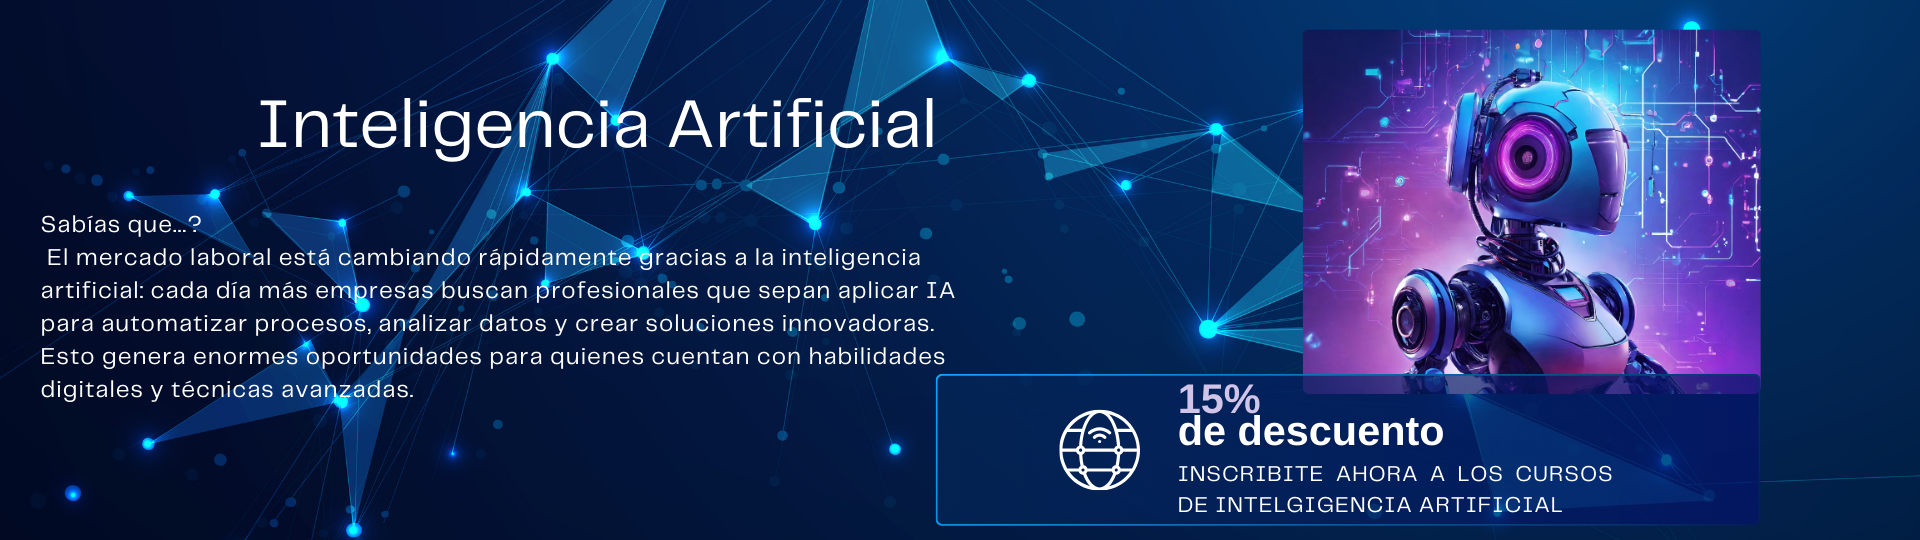 Inteligencia Artificial
Sabías que...?
El mercado laboral está cambiando rápidamente gracias a la inteligencia
artificial: cada día más empresas buscan profesionales que sepan aplicar IA
para automatizar procesos, analizar datos y crear soluciones innovadoras.
Esto genera enormes oportunidades para quienes cuentan con habilidades
digitales y técnicas avanzadas.
15%
de descuento
INSCRIBITE AHORA A LOS CURSOS
DE INTELGIGENCIA ARTIFICIAL